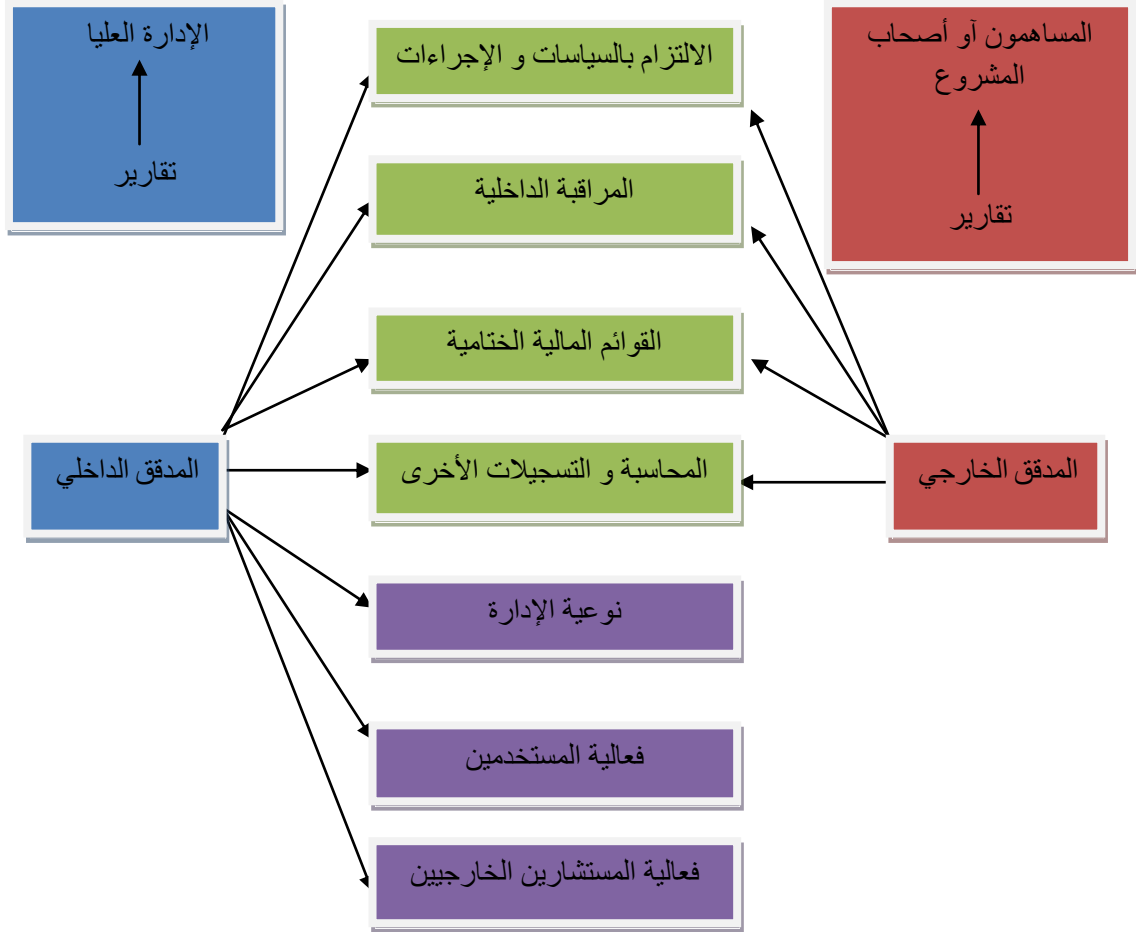 المساهمون آو أصحاب
المشروع
تقارير
الإدارة العليا
تقارير
الالتزام بالسياسات و الإجراءات
المراقبة الداخلية
القوائم المالية الختامية
المدقق الخارجي
المحاسبة و التسجيلات الأخرى
المدقق الداخلي
نوعية الإدارة
فعالية المستخدمين
فعالية المستشارين الخارجيين